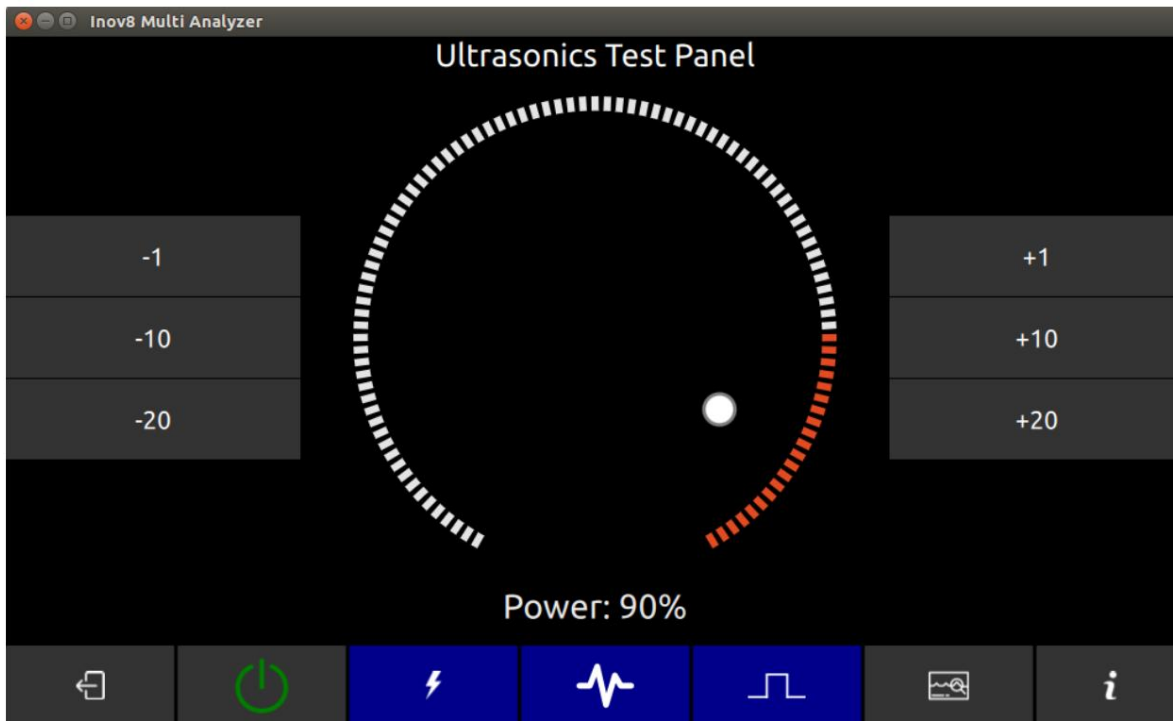 Inov8 Multi Analyzer
Ultrasonics Test Panel
-1
+1
-10
+10
-20
+20
Power: 90%